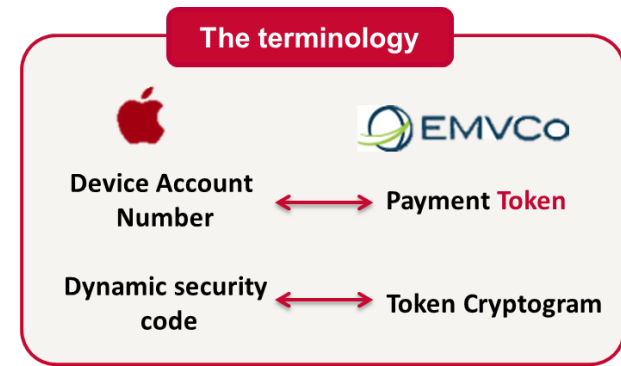 The terminology
EMVCo
Device Account
Number
Payment Token
Dynamic security
code
Token Cryptogram